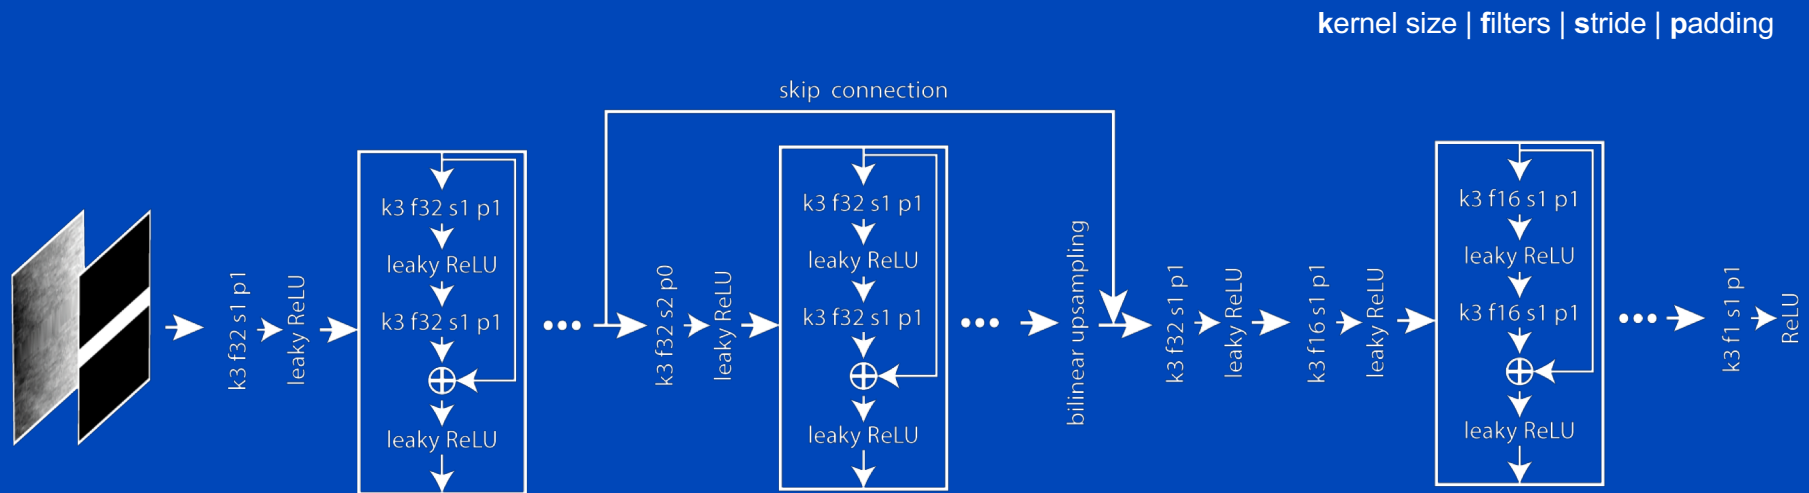 kernel size | filters | stride | padding
skip connection
k3 f32 s1 p1
leaky ReLU
k3 f32 s1 p1
leaky ReLU
k3 f32 s1 p1
leaky ReLU
k3 f32 s2 p0
leaky ReLU
k3 f32 s1 p1
leaky ReLU
k3 f32 s1 p1
leaky ReLU
bilinear upsampling
k3 f32 s1 p1
leaky ReLU
k3 f16 s1 p1
leaky ReLU
k3 f16 s1 p1
leaky ReLU
k3 f16 s1 p1
leaky ReLU
k3 f1 s1 p1
ReLU